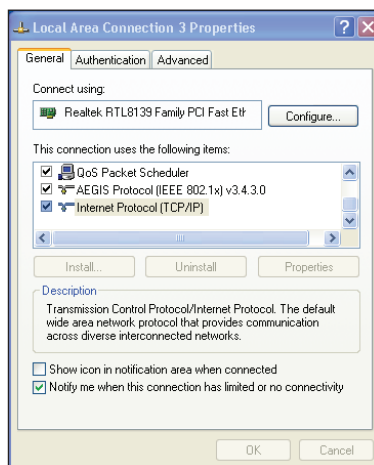 Local Area Connection 3 Properties
General Authentication Advanced
Connect using:
Realtek RTL8139 Family PCI Fast Eth
Configure...
This connection uses the following items:
QoS Packet Scheduler
AEGIS Protocol (IEEE 802.1x) v3.4.3.0
Internet Protocol (TCP/IP)
Install... Uninstall Properties
Description
Transmission Control Protocol/Internet Protocol. The default
wide area network protocol that provides communication
across diverse interconnected networks.
Show icon in notification area when connected
Notify me when this connection has limited or no connectivity
OK Cancel